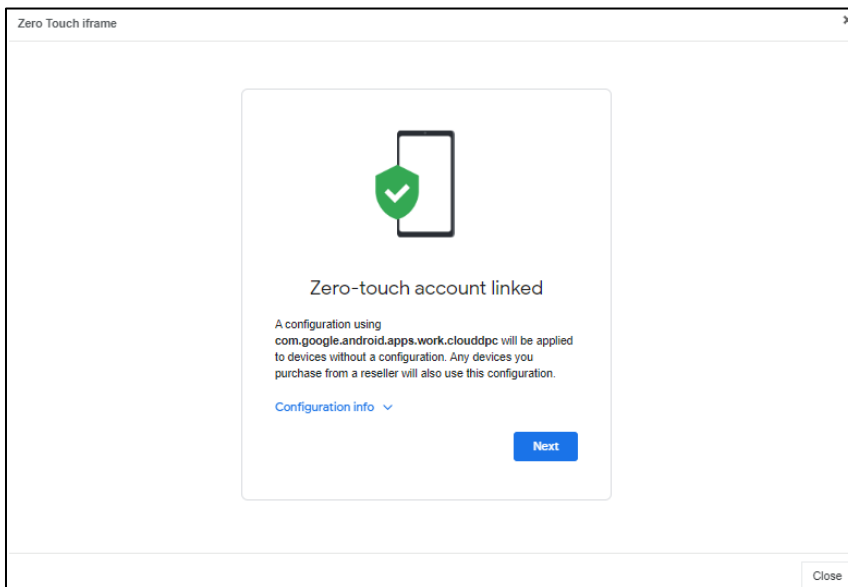 Zero Touch iframe
Zero-touch account linked
A configuration using
com.google.android.apps.work.clouddpc will be applied
to devices without a configuration. Any devices you
purchase from a reseller will also use this configuration.
Configuration info
Next
Close